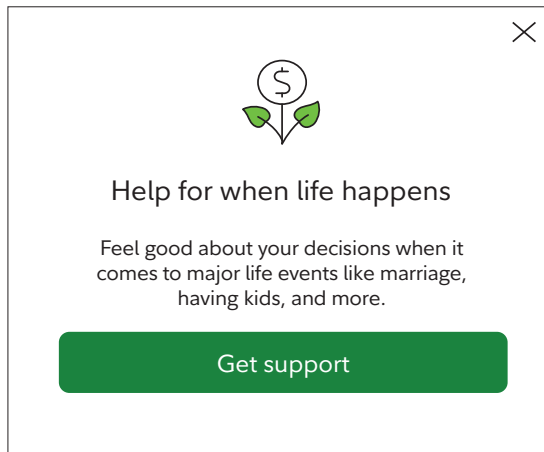 $
Help for when life happens
Feel good about your decisions when it
comes to major life events like marriage,
having kids, and more.
Get support